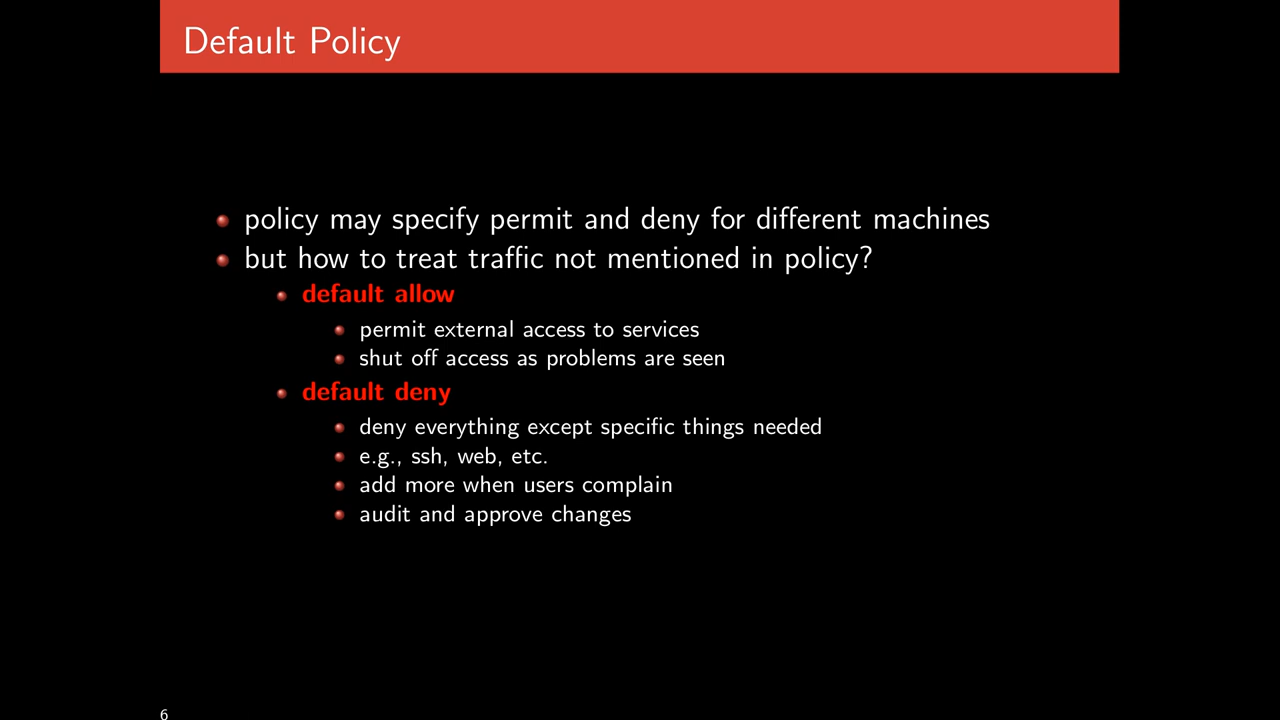 Default Policy
policy may specify permit and deny for different machines
but how to treat traffic not mentioned in policy?
default allow
permit external access to services
shut off access as problems are seen
default deny
deny everything except specific things needed
e.g., ssh, web, etc.
add more when users complain
audit and approve changes
6